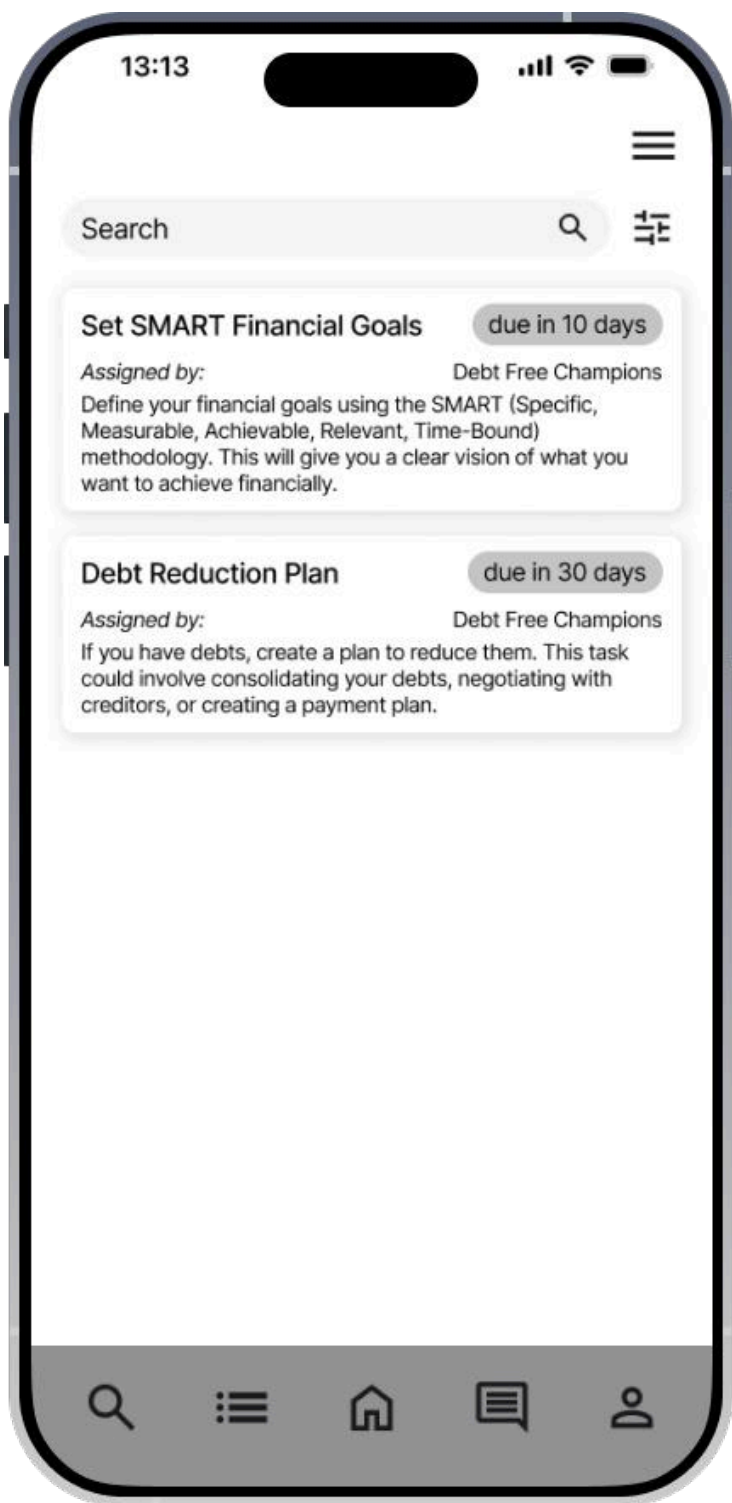 13:13
Search
Set SMART Financial Goals
due in 10 days
Assigned by:
Debt Free Champions
Define your financial goals using the SMART (Specific,
Measurable, Achievable, Relevant, Time-Bound)
methodology. This will give you a clear vision of what you
want to achieve financially.
Debt Reduction Plan
due in 30 days
Assigned by:
Debt Free Champions
If you have debts, create a plan to reduce them. This task
could involve consolidating your debts, negotiating with
creditors, or creating a payment plan.